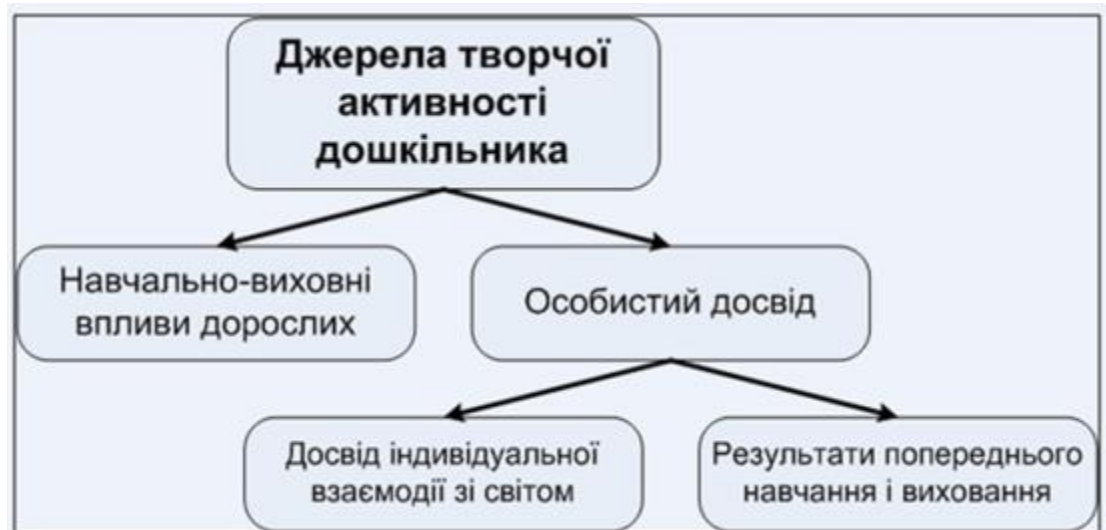 Джерела творчої
активності
дошкільника
Навчально-виховні
впливи дорослих
Особистий досвід
Досвід індивідуальної
взаємодії зі світом
Результати попереднього
навчання і виховання